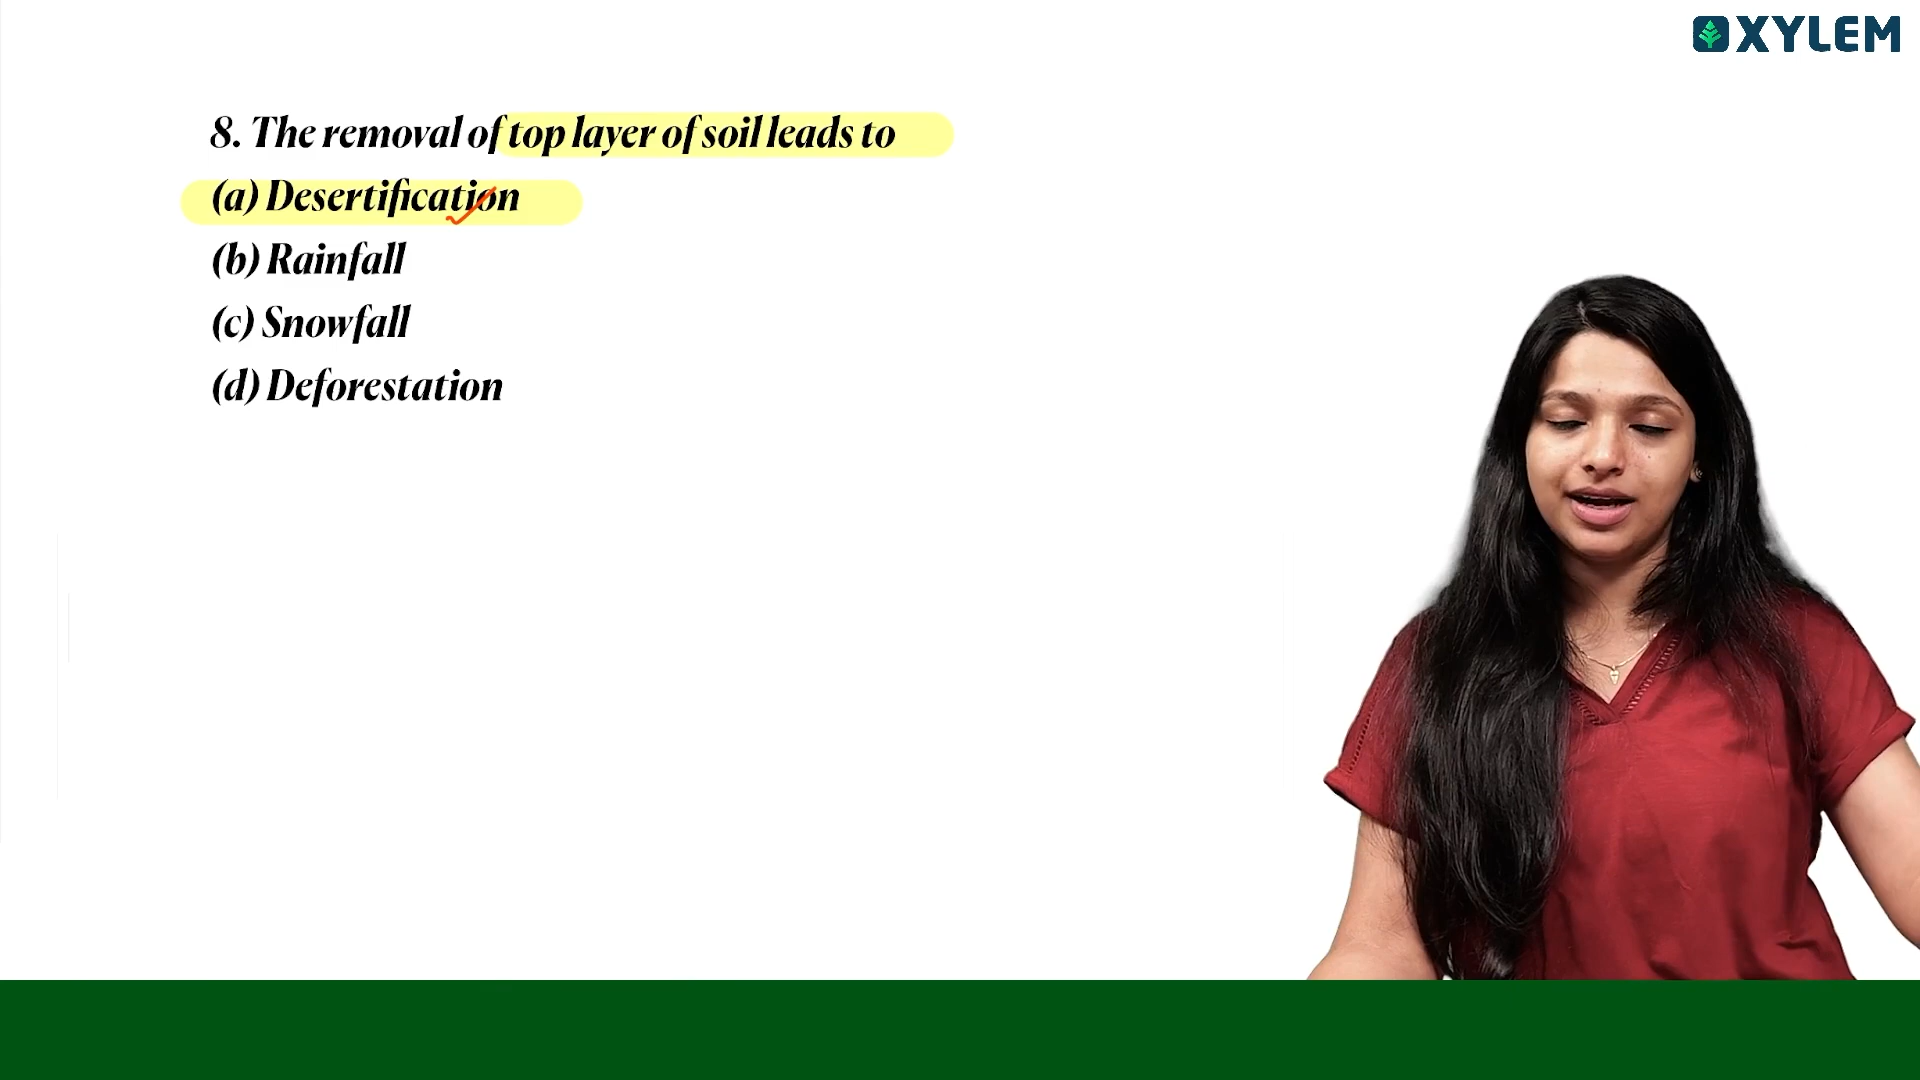 XYLEM
8. The removal of top layer of soil leads to
(a) Desertification
(b) Rainfall
(c) Snowfall
(d) Deforestation